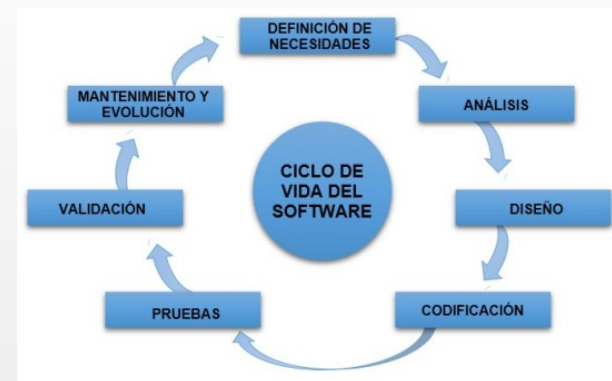 DEFINICIÓN DE
NECESIDADES
ANÁLISIS
DISEÑO
CODIFICACIÓN
PRUEBAS
VALIDACIÓN
MANTENIMIENTO Y
EVOLUCIÓN
CICLO DE
VIDA DEL
SOFTWARE